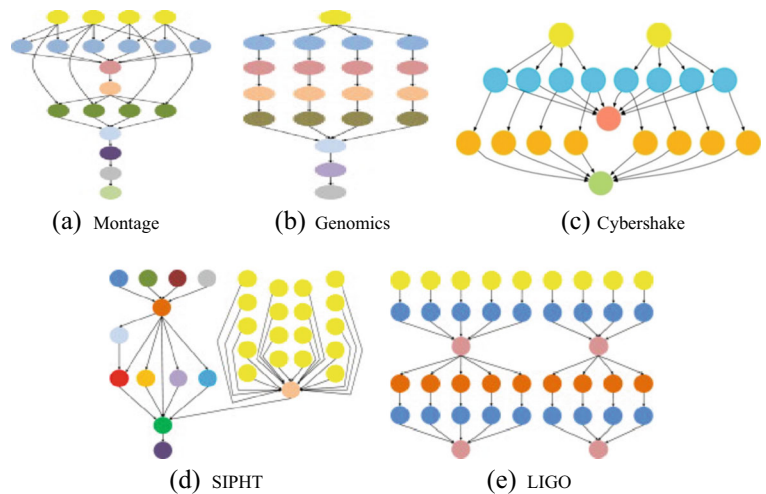 (a) Montage
(b) Genomics
(c) Cybershake
(d) SIPHT
(e) LIGO